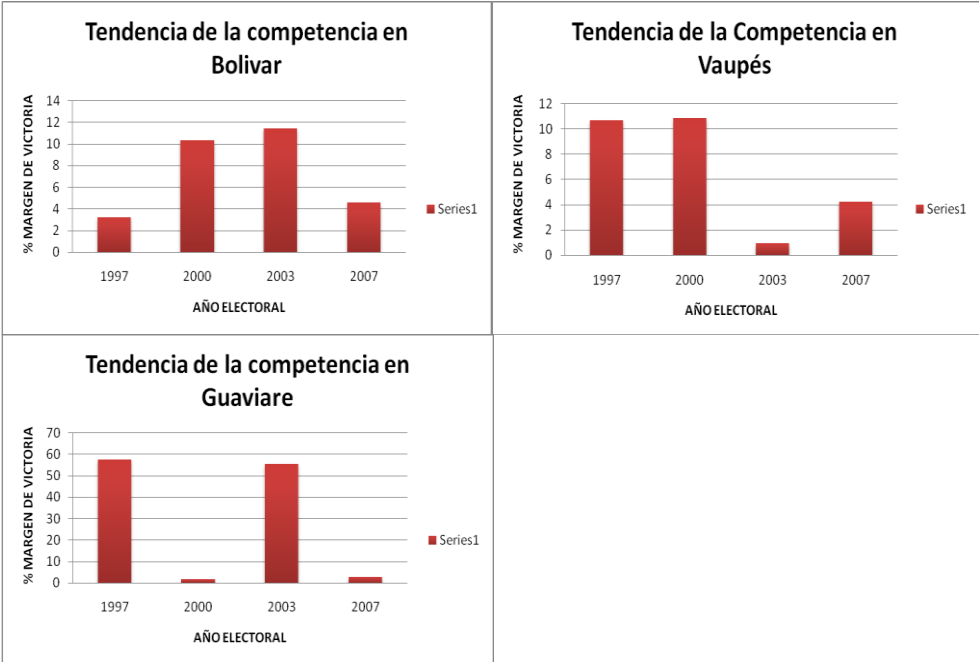 Tendencia de la competencia en
Bolivar
% MARGEN DE VICTORIA
14
12
10
8
6
4
2
0
1997 2000 2003 2007
AÑO ELECTORAL
Series1
Tendencia de la Competencia en
Vaupés
% MARGEN DE VICTORIA
12
10
8
6
4
2
0
1997 2000 2003 2007
AÑO ELECTORAL
Series1
Tendencia de la competencia en
Guaviare
% MARGEN DE VICTORIA
70
60
50
40
30
20
10
0
1997 2000 2003 2007
AÑO ELECTORAL
Series1